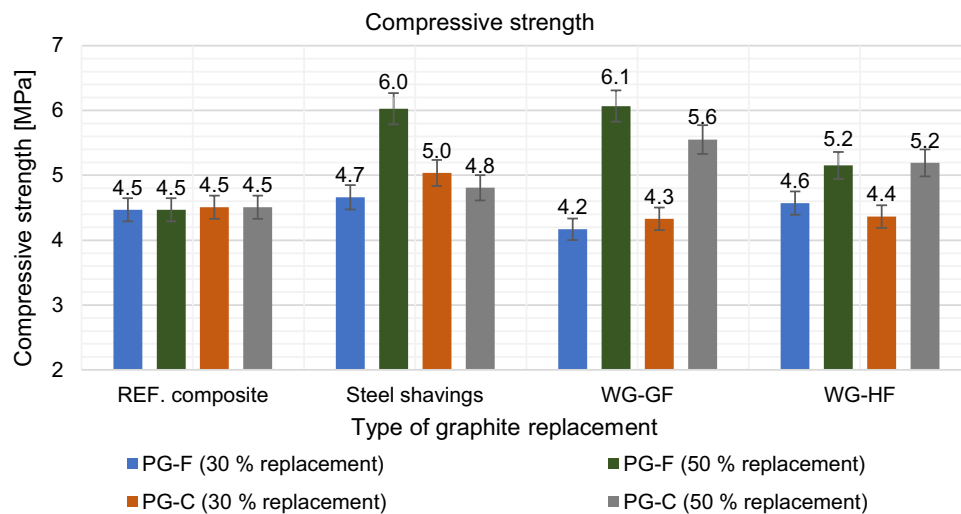 Compressive strength
Compressive strength [MPa]
7
6
5
4
3
2
4.5 4.5 4.5 4.5
4.7 6.0 5.0 4.8
4.2 6.1 4.3 5.6
4.6 5.2 4.4 5.2
REF. composite Steel shavings WG-GF WG-HF
Type of graphite replacement
PG-F (30 % replacement) PG-F (50 % replacement)
PG-C (30 % replacement) PG-C (50 % replacement)